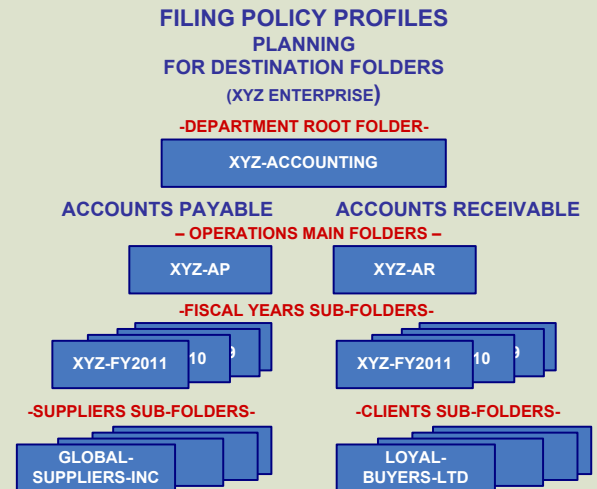 FILING POLICY PROFILES
PLANNING
FOR DESTINATION FOLDERS
(XYZ ENTERPRISE)
-DEPARTMENT ROOT FOLDER-
XYZ-ACCOUNTING
ACCOUNTS PAYABLE ACCOUNTS RECEIVABLE
– OPERATIONS MAIN FOLDERS –
XYZ-AP XYZ-AR
-FISCAL YEARS SUB-FOLDERS-
XYZ-FY2011 10 9 XYZ-FY2011 10 9
-SUPPLIERS SUB-FOLDERS- -CLIENTS SUB-FOLDERS-
GLOBAL- LOYAL-
SUPPLIERS-INC BUYERS-LTD